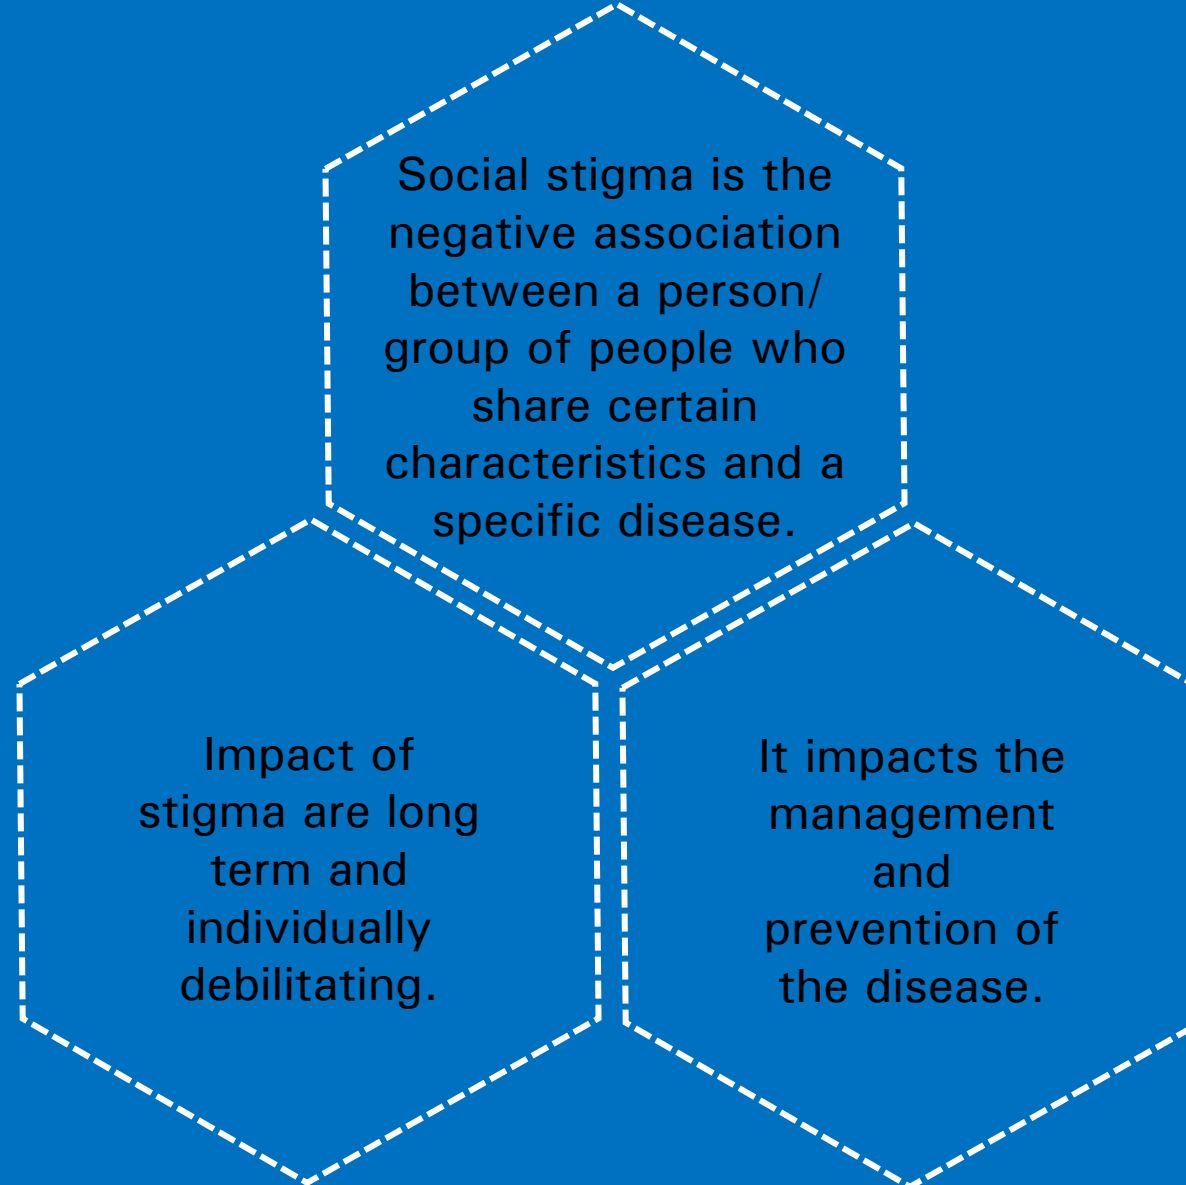 Social stigma is the
negative association
between a person/
group of people who
share certain
characteristics and a
specific disease.
Impact of
stigma are long
term and
individually
debilitating.
It impacts the
management
and
prevention of
the disease.